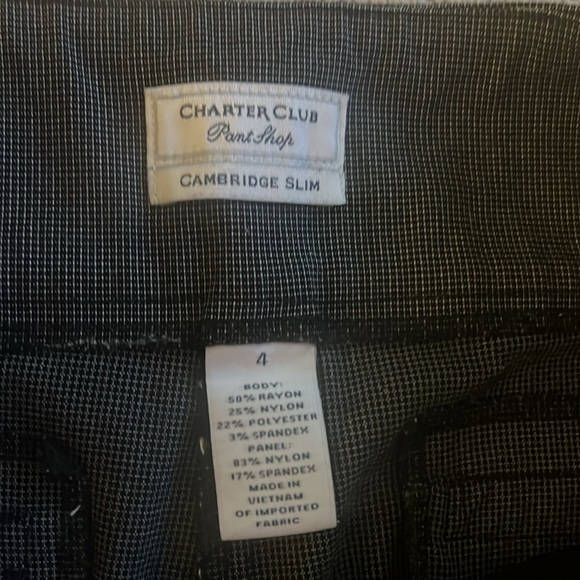 CHARTER CLUB
Pant Shop
CAMBRIDGE SLIM
4
BODY:
50% RAYON
25% NYLON
22% POLYESTER
3% SPANDEX
PANEL:
83% NYLON
17% SPANDEX
MADE IN
VIETNAM
OF IMPORTED
FABRIC